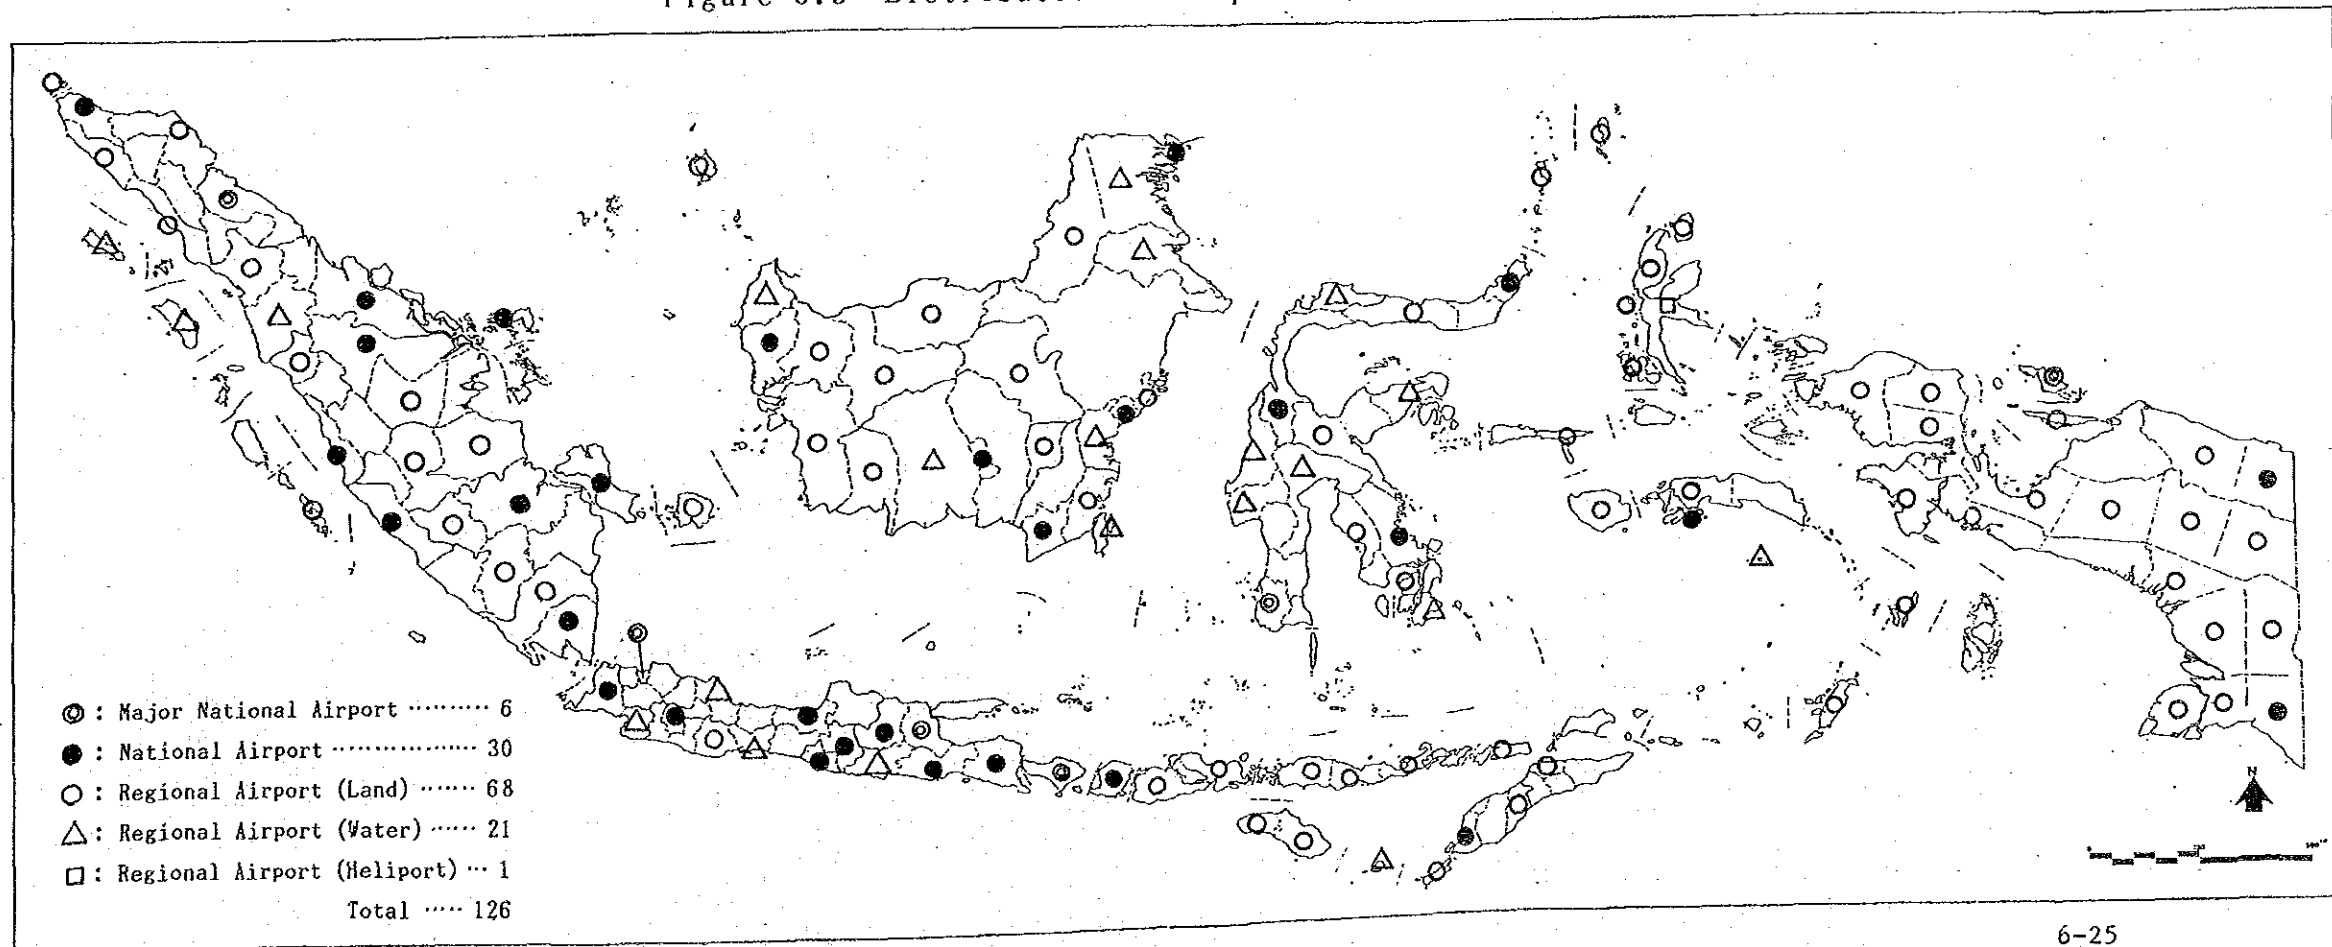 Figure
◎ : Major National Airport ·········· 6
● : National Airport ·················· 30
○ : Regional Airport (Land) ······· 68
△ : Regional Airport (Water) ······ 21
□ : Regional Airport (Heliport) ··· 1
Total ····· 126
N
6-25